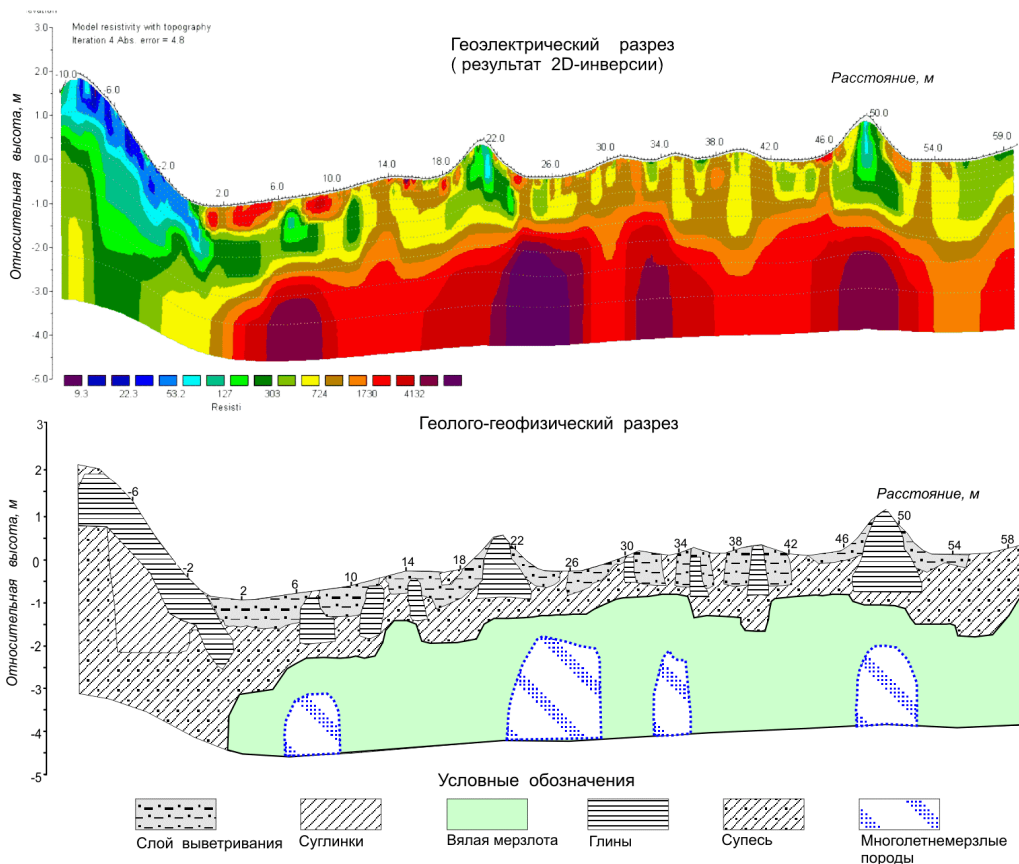 Model resistivity with topography
Iteration 4 Abs. error = 4.8
Геоэлектрический разрез
( результат 2D-инверсии)
Расстояние, м
Относительная высота, м
3.0
2.0
1.0
0.0
-1.0
-2.0
-3.0
-4.0
-5.0
-10.0
-6.0
-2.0
2.0
6.0
10.0
14.0
18.0
22.0
26.0
30.0
34.0
38.0
42.0
46.0
50.0
54.0
59.0
9.3 22.3 53.2 127 303 724 1730 4132
Resisti
Геолого-геофизический разрез
Расстояние, м
Относительная высота, м
3
2
1
0
-1
-2
-3
-4
-5
-6
-2
2
6
10
14
18
22
26
30
34
38
42
46
50
54
58
Условные обозначения
Слой выветривания
Суглинки
Вялая мерзлота
Глины
Супесь
Многолетнемерзлые
породы